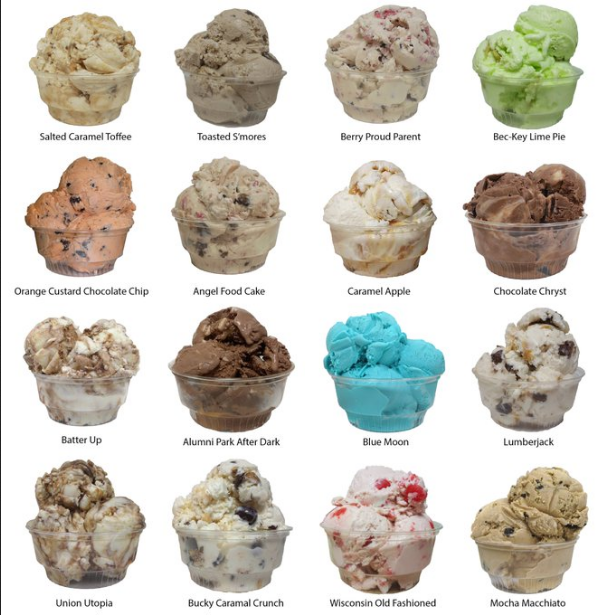 Salted Caramel Toffee
Toasted S'mores
Berry Proud Parent
Bec-Key Lime Pie
Orange Custard Chocolate Chip
Angel Food Cake
Caramel Apple
Chocolate Chryst
Batter Up
Alumni Park After Dark
Blue Moon
Lumberjack
Union Utopia
Bucky Caramal Crunch
Wisconsin Old Fashioned
Mocha Macchiato